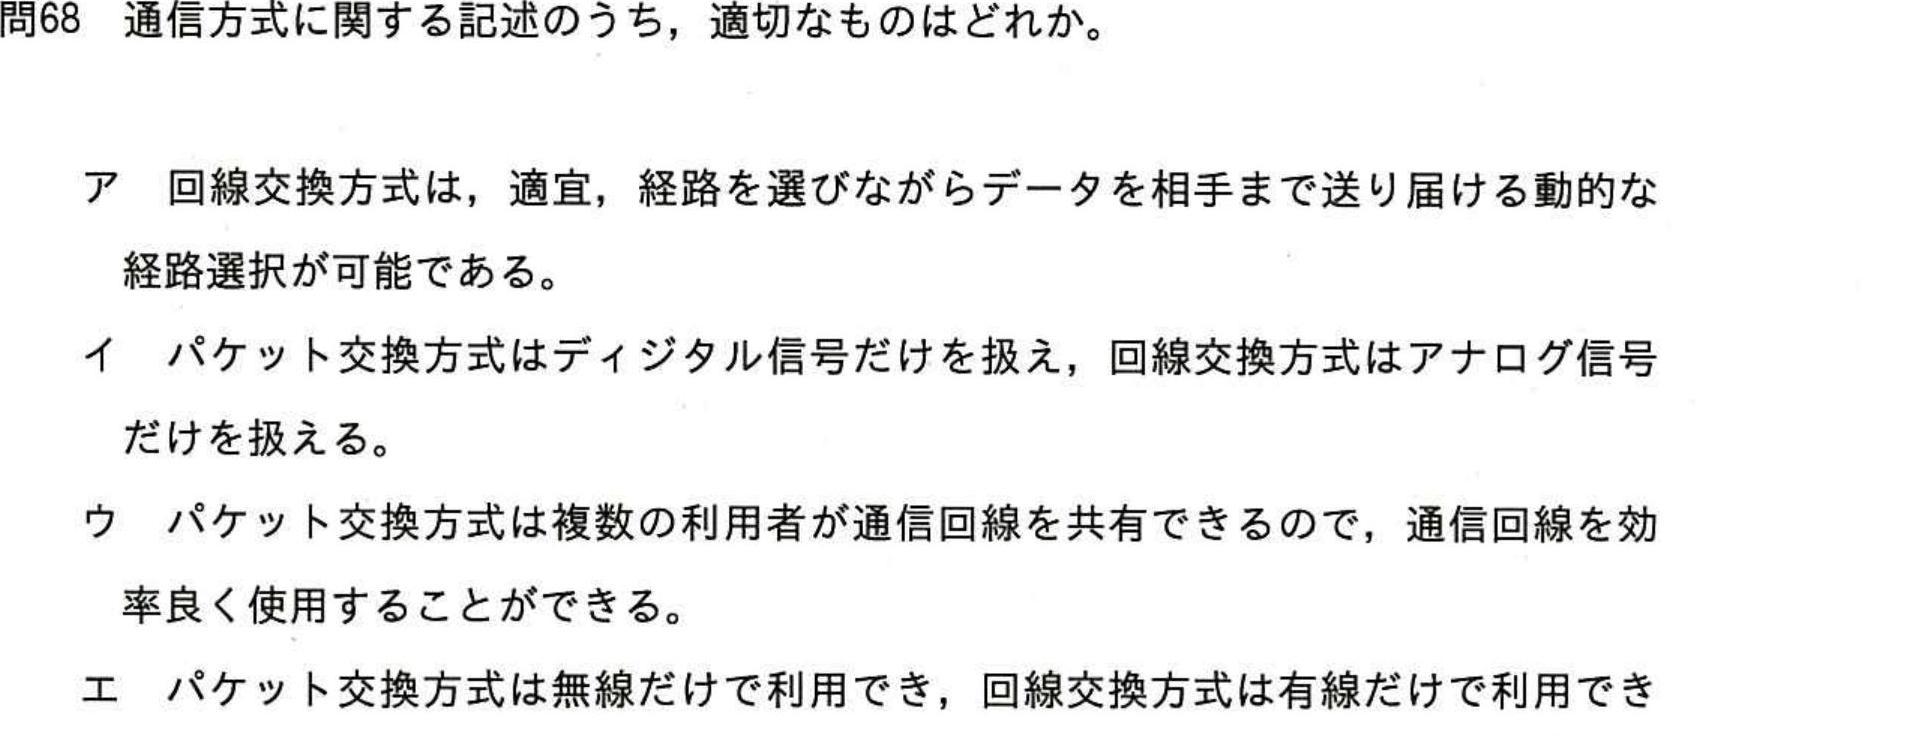 問68　通信方式に関する記述のうち，適切なものはどれか。
ア　回線交換方式は，適宜，経路を選びながらデータを相手まで送り届ける動的な
経路選択が可能である。
イ　パケット交換方式はディジタル信号だけを扱え，回線交換方式はアナログ信号
だけを扱える。
ウ　パケット交換方式は複数の利用者が通信回線を共有できるので，通信回線を効
率良く使用することができる。
エ　パケット交換方式は無線だけで利用でき，回線交換方式は有線だけで利用でき